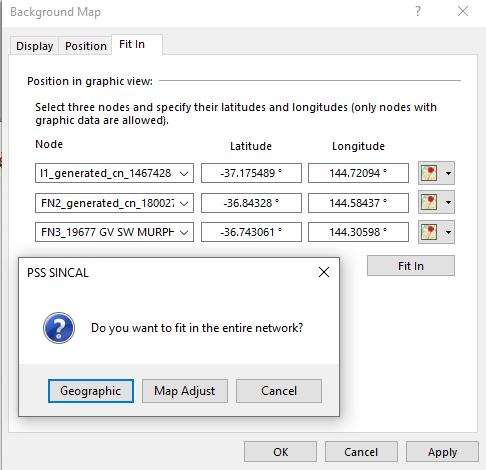 Background Map
?
Display Position Fit In
Position in graphic view:
Select three nodes and specify their latitudes and longitudes (only nodes with
graphic data are allowed).
Node Latitude Longitude
I1_generated_cn_1467428 -37.175489 ° 144.72094 °
FN2_generated_cn_180027 -36.84328 ° 144.58437 °
FN3_19677 GV SW MURPH -36.743061 ° 144.30598 °
Fit In
PSS SINCAL
Do you want to fit in the entire network?
Geographic Map Adjust Cancel
OK Cancel Apply